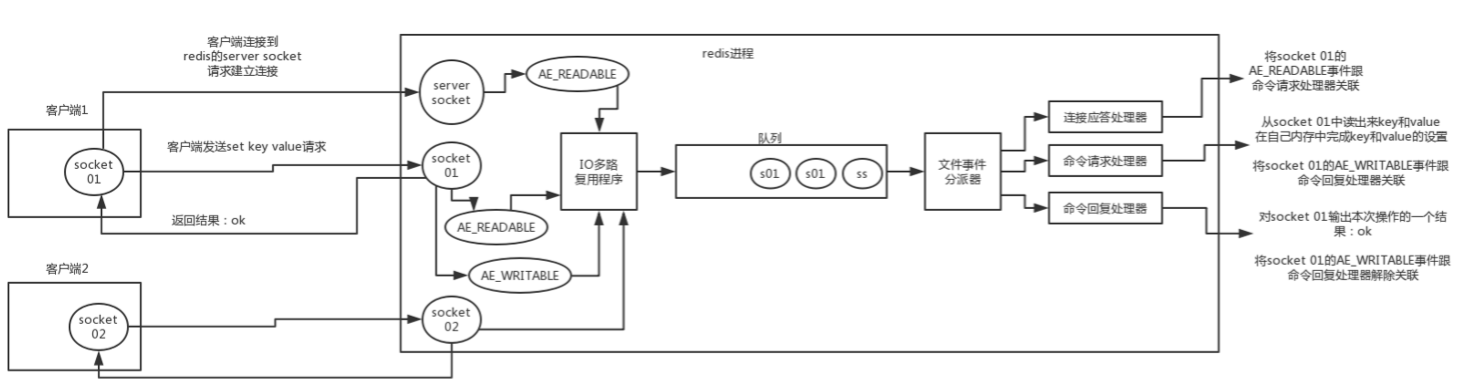 客户端连接到
redis的server socket
请求建立连接
redis进程
客户端1
server
socket
AE_READABLE
将socket 01的
AE_READABLE事件跟
命令请求处理器关联
客户端发送set key value请求
socket
01
socket
01
AE_READABLE
返回结果：ok
AE_WRITABLE
IO多路
复用程序
队列
s01
s01
ss
文件事件
分派器
连接应答处理器
命令请求处理器
命令回复处理器
从socket 01中读出来key和value
在自己内存中完成key和value的设置
将socket 01的AE_WRITABLE事件跟
命令回复处理器关联
对socket 01输出本次操作的一个结
果：ok
将socket 01的AE_WRITABLE事件跟
命令回复处理器解除关联
客户端2
socket
02
socket
02